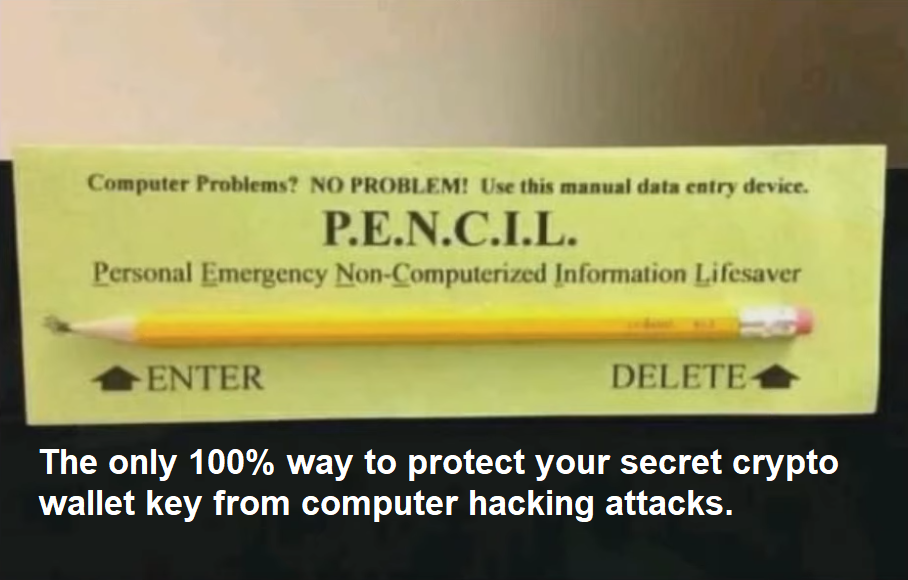 Computer Problems? NO PROBLEM! Use this manual data entry device.
P.E.N.C.I.L.
Personal Emergency Non-Computerized Information Lifesaver
ENTER
DELETE
The only 100% way to protect your secret crypto
wallet key from computer hacking attacks.